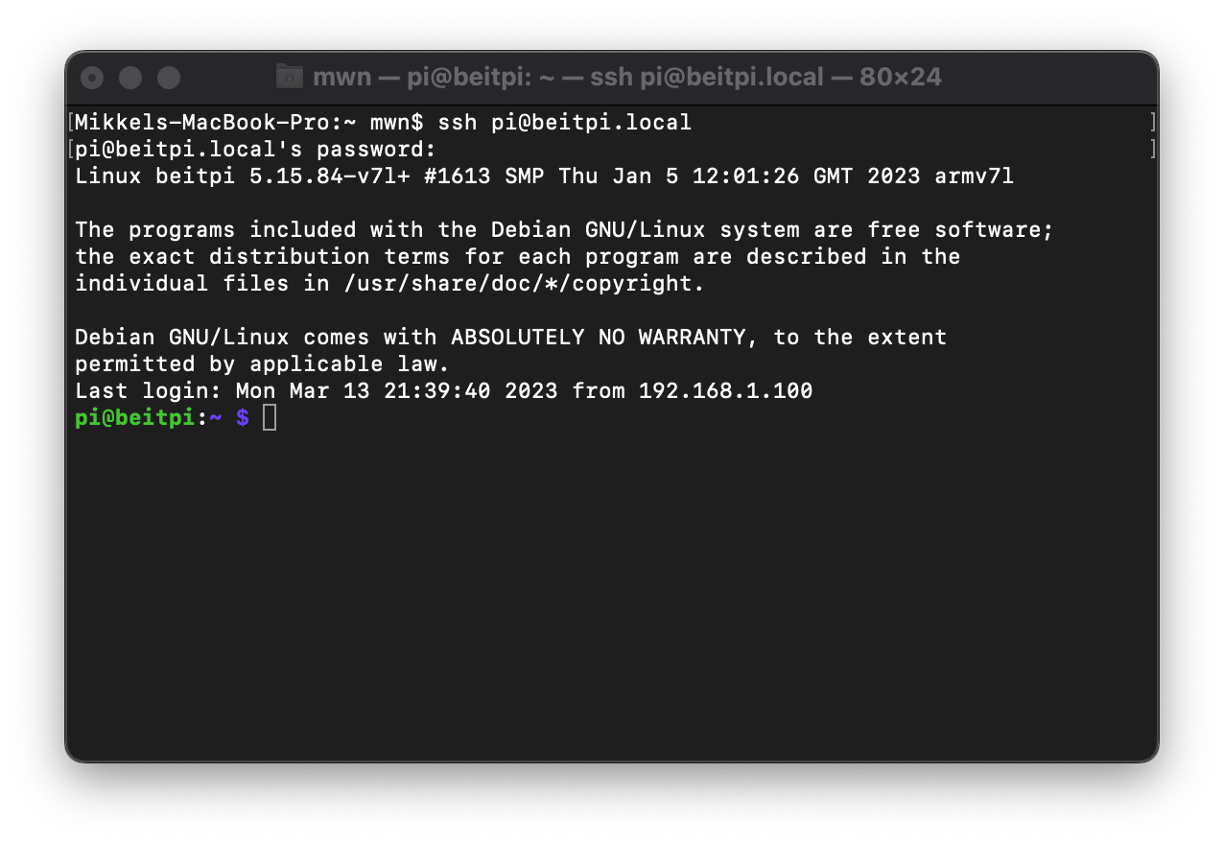 mwn — pi@beitpi: ~ — ssh pi@beitpi.local — 80×24
[Mikkels-MacBook-Pro:~ mwn$ ssh pi@beitpi.local ]
[pi@beitpi.local's password: ]
Linux beitpi 5.15.84-v7l+ #1613 SMP Thu Jan 5 12:01:26 GMT 2023 armv7l
The programs included with the Debian GNU/Linux system are free software;
the exact distribution terms for each program are described in the
individual files in /usr/share/doc/*/copyright.
Debian GNU/Linux comes with ABSOLUTELY NO WARRANTY, to the extent
permitted by applicable law.
Last login: Mon Mar 13 21:39:40 2023 from 192.168.1.100
pi@beitpi:~ $